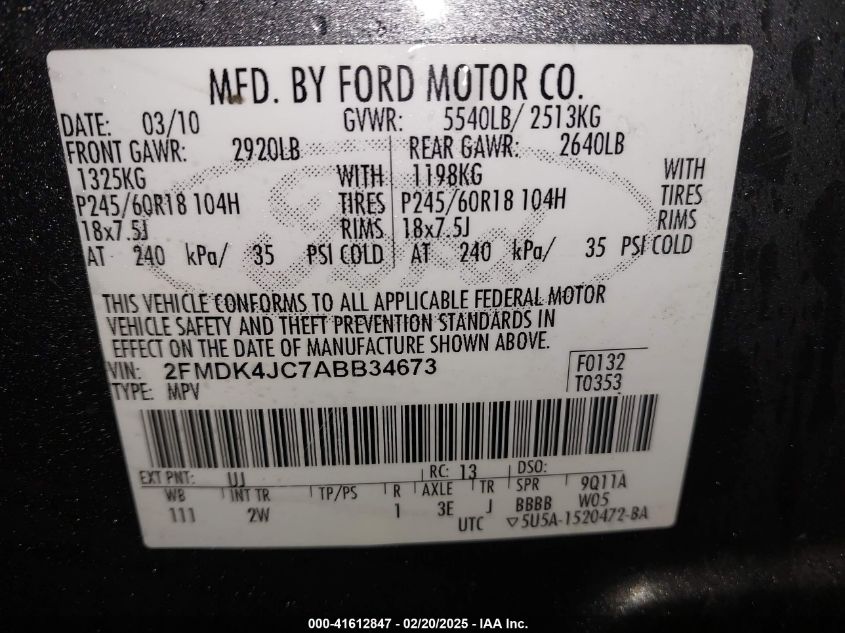 MFD. BY FORD MOTOR CO.
DATE: 03/10 GVWR: 5540LB/ 2513KG
FRONT GAWR: 2920LB REAR GAWR: 2640LB
1325KG WITH 1198KG WITH
P245/60R18 104H TIRES P245/60R18 104H TIRES
18x7.5J RIMS 18x7.5J RIMS
AT 240 kPa/ 35 PSI COLD AT 240 kPa/ 35 PSI COLD
THIS VEHICLE CONFORMS TO ALL APPLICABLE FEDERAL MOTOR
VEHICLE SAFETY AND THEFT PREVENTION STANDARDS IN
EFFECT ON THE DATE OF MANUFACTURE SHOWN ABOVE.
VIN: 2FMDK4JC7ABB34673 F0132
TYPE: MPV T0353
EXT PNT: UJ RC: 13 DSO:
WB INT TR TP/PS R AXLE TR SPR 9Q11A
111 2W 1 3E J BBBB W05
UTC ▽5U5A-1520472-BA
Ford
000-41612847 - 02/20/2025 - IAA Inc.